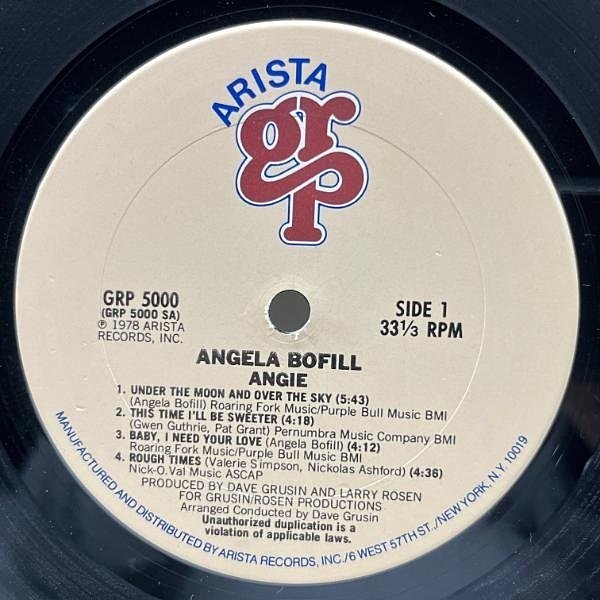 ARISTA
grp
GRP 5000
(GRP 5000 SA)
℗ 1978 ARISTA
RECORDS, INC.
SIDE 1
33⅓ RPM
ANGELA BOFILL
ANGIE
1. UNDER THE MOON AND OVER THE SKY (5:43)
(Angela Bofill) Roaring Fork Music/Purple Bull Music BMI
2. THIS TIME I'LL BE SWEETER (4:18)
(Gwen Guthrie, Pat Grant) Pernumbra Music Company BMI
3. BABY, I NEED YOUR LOVE (Angela Bofill) (4:12)
Roaring Fork Music/Purple Bull Music BMI
4. ROUGH TIMES (Valerie Simpson, Nickolas Ashford) (4:36)
Nick-O.Val Music ASCAP
PRODUCED BY DAVE GRUSIN AND LARRY ROSEN
FOR GRUSIN/ROSEN PRODUCTIONS
Arranged Conducted by Dave Grusin
Unauthorized duplication is a
violation of applicable laws.
MANUFACTURED AND DISTRIBUTED BY ARISTA RECORDS, INC./6 WEST 57TH ST./NEW YORK, N.Y. 10019